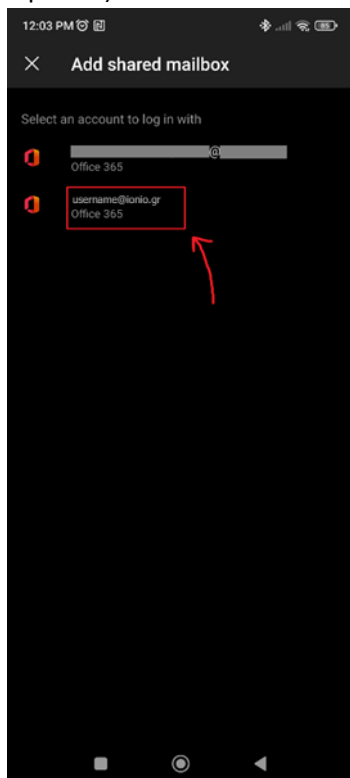 12:03 PM
85
Add shared mailbox
Select an account to log in with
@
Office 365
username@ionio.gr
Office 365